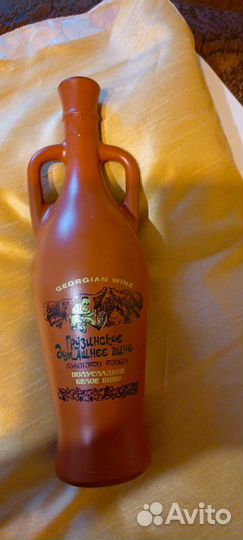 GEORGIAN WINE
Грузинское
домашнее вино
ПОЛУСЛАДКОЕ
БЕЛОЕ ВИНО
Avito